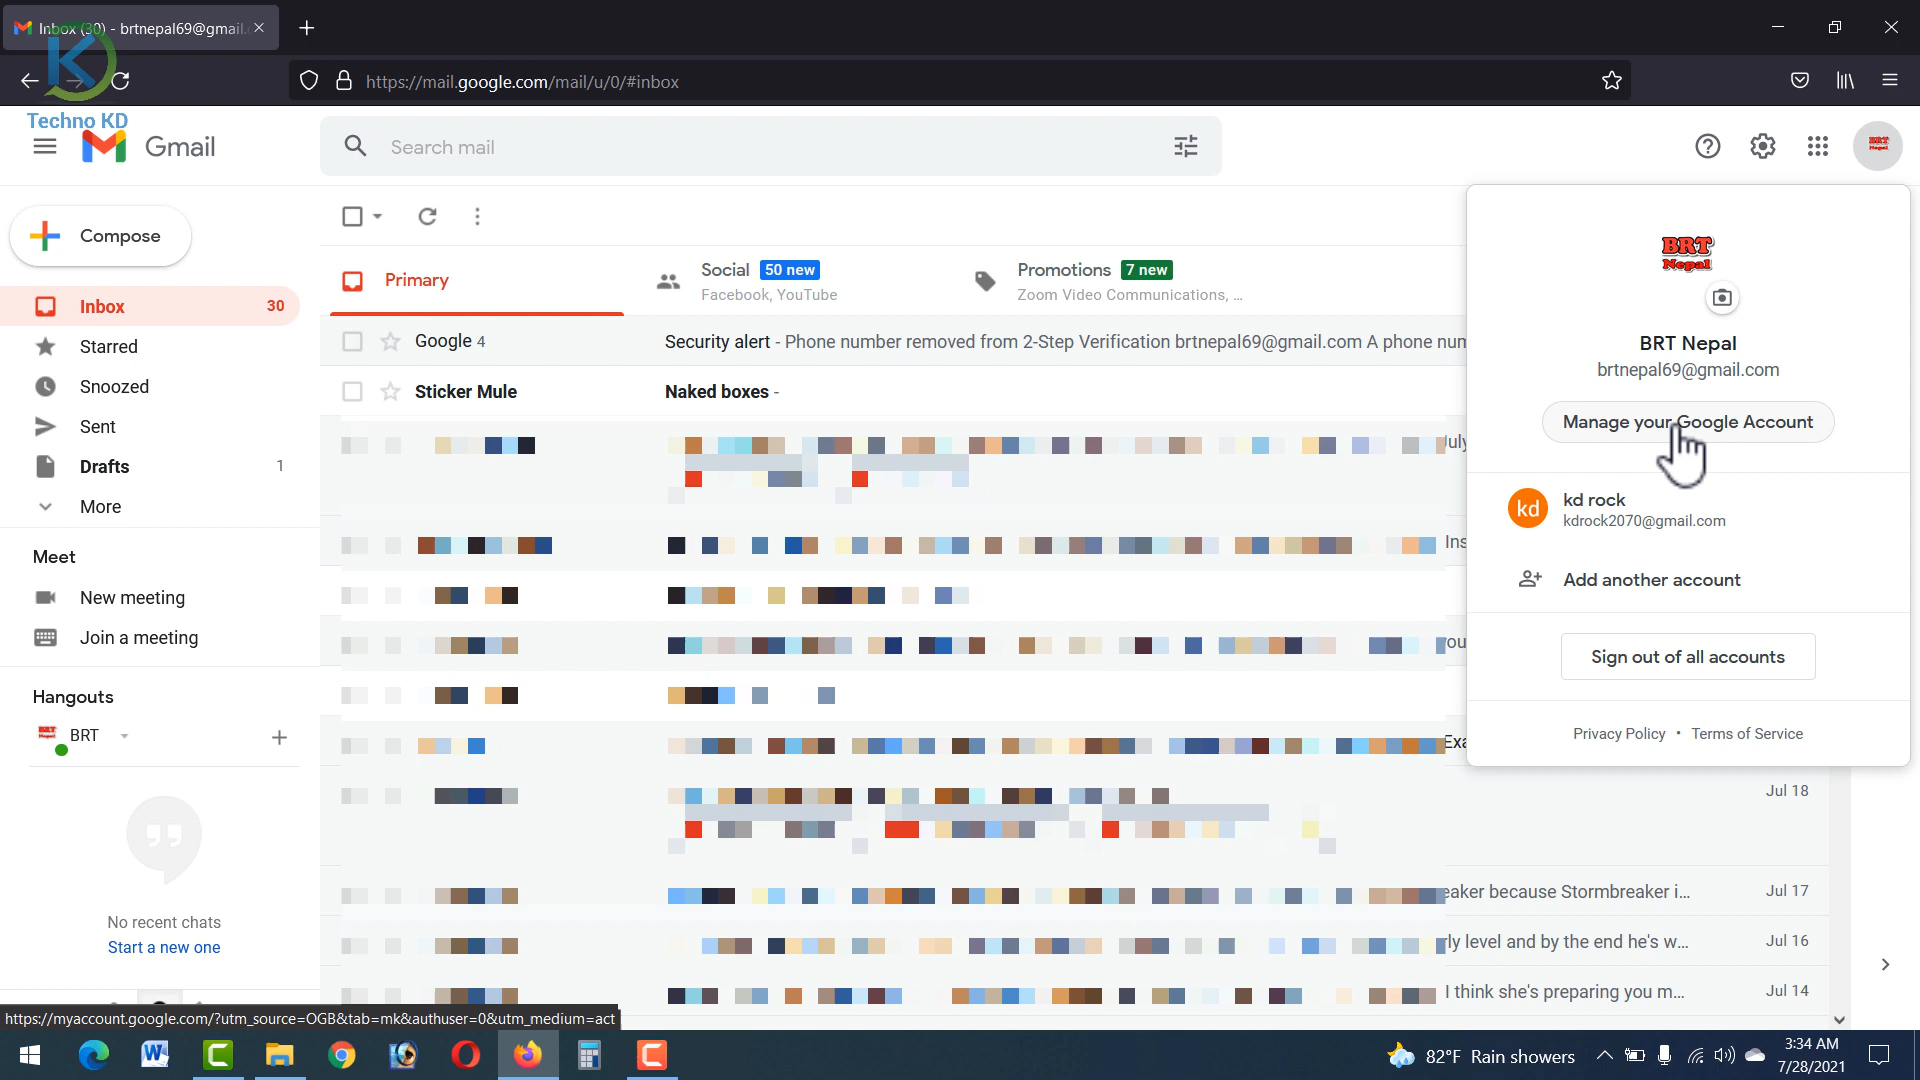 Inbox (30) - brtnepal69@gmail.c
https://mail.google.com/mail/u/0/#inbox
Techno KD
Gmail
Search mail
BRT Nepal
Compose
Inbox 30
Starred
Snoozed
Sent
Drafts 1
More
Meet
New meeting
Join a meeting
Hangouts
BRT
No recent chats
Start a new one
Primary
Social 50 new
Facebook, YouTube
Promotions 7 new
Zoom Video Communications, ...
Google 4 Security alert - Phone number removed from 2-Step Verification brtnepal69@gmail.com A phone num
Sticker Mule Naked boxes -
Jul 18
eaker because Stormbreaker i... Jul 17
rly level and by the end he's w... Jul 16
I think she's preparing you m... Jul 14
BRT Nepal
BRT Nepal
brtnepal69@gmail.com
Manage your Google Account
kd
kd rock
kdrock2070@gmail.com
Add another account
Sign out of all accounts
Privacy Policy • Terms of Service
https://myaccount.google.com/?utm_source=OGB&tab=mk&authuser=0&utm_medium=act
82°F Rain showers
3:34 AM
7/28/2021